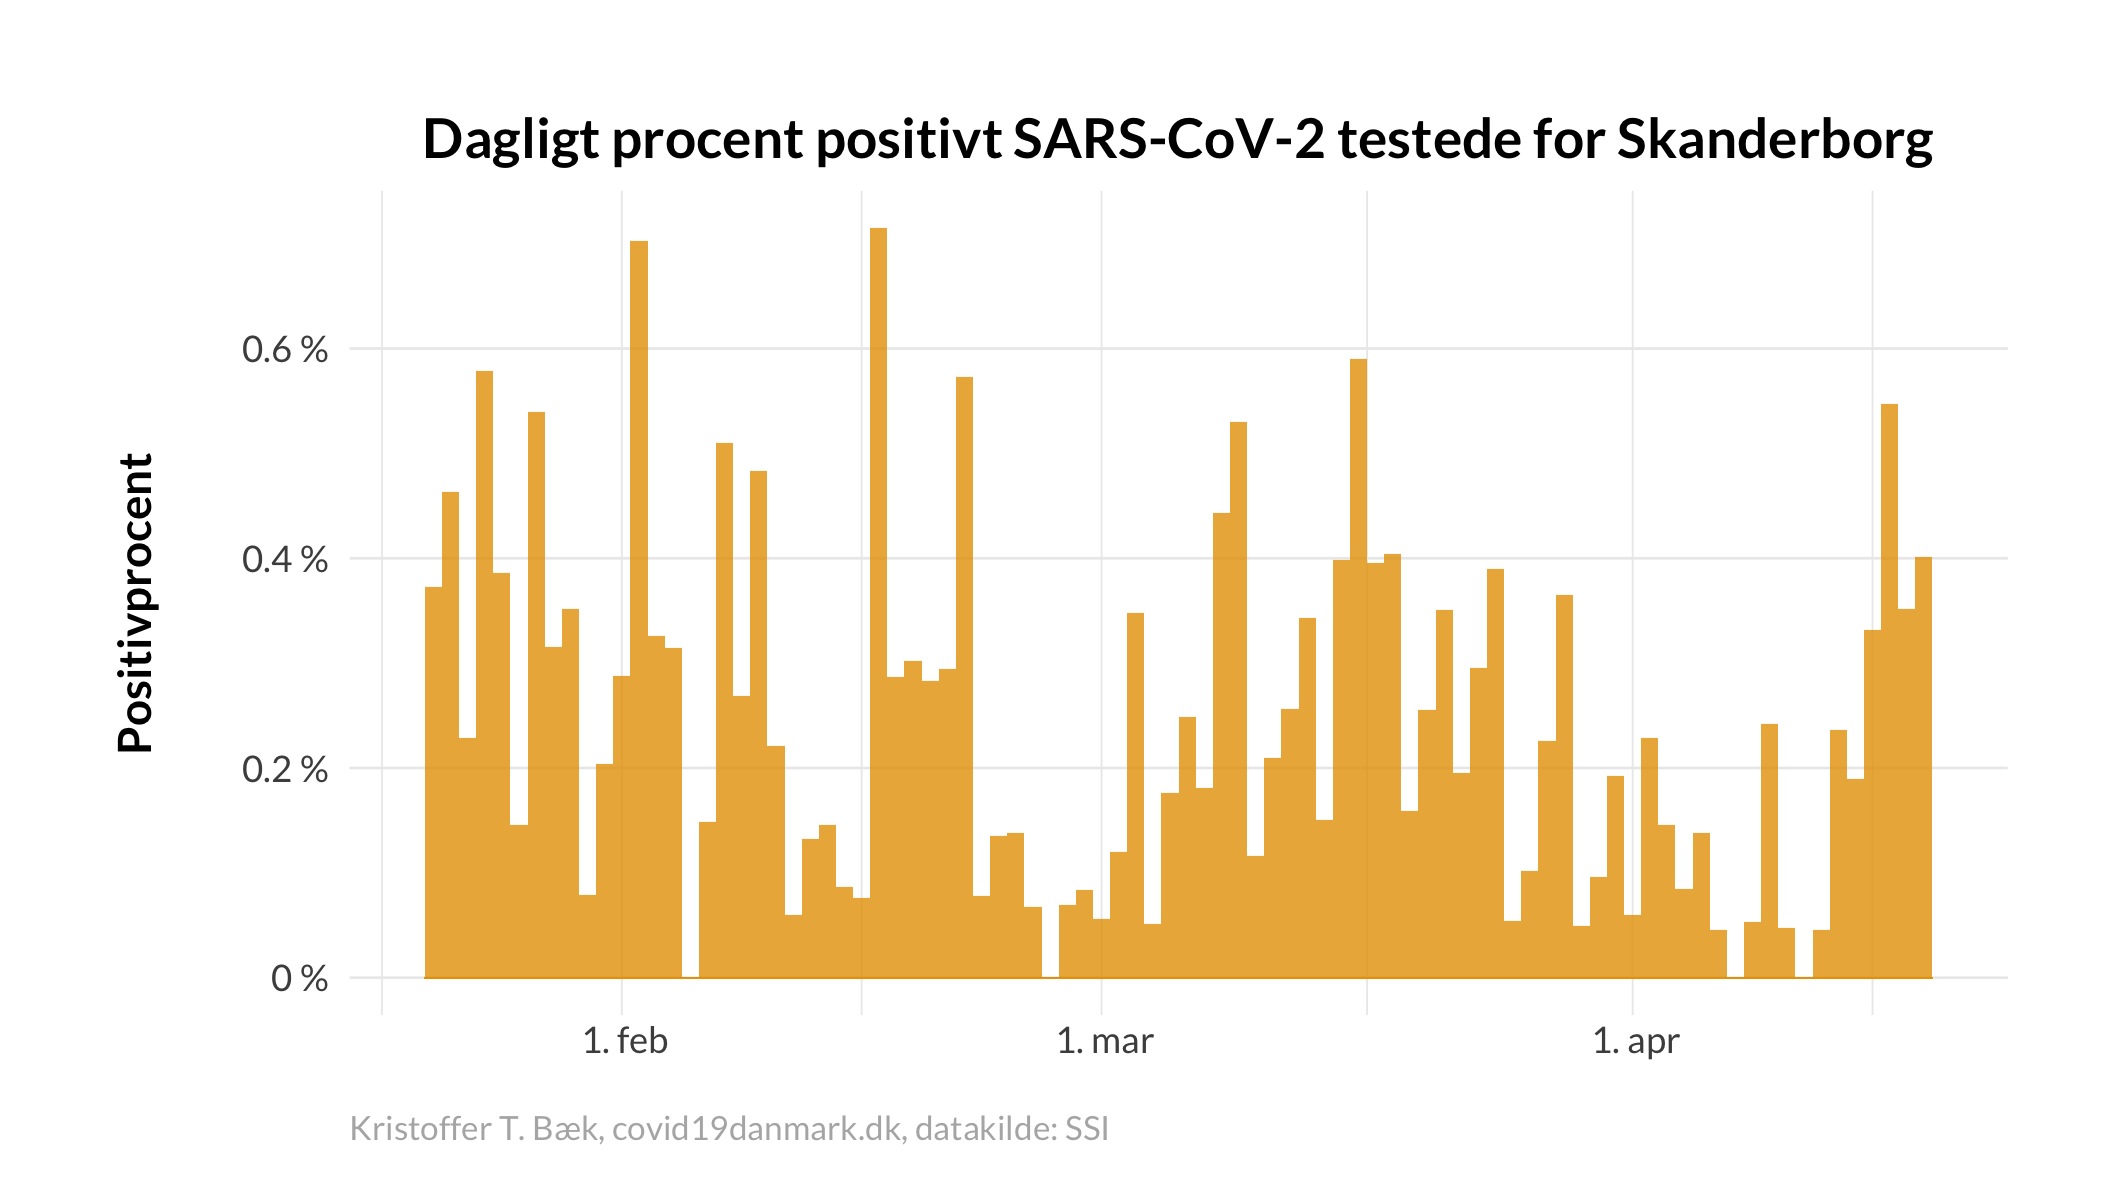 Dagligt procent positivt SARS-CoV-2 testede for Skanderborg
Positivprocent
0.6 %
0.4 %
0.2 %
0 %
1. feb
1. mar
1. apr
Kristoffer T. Bæk, covid19danmark.dk, datakilde: SSI